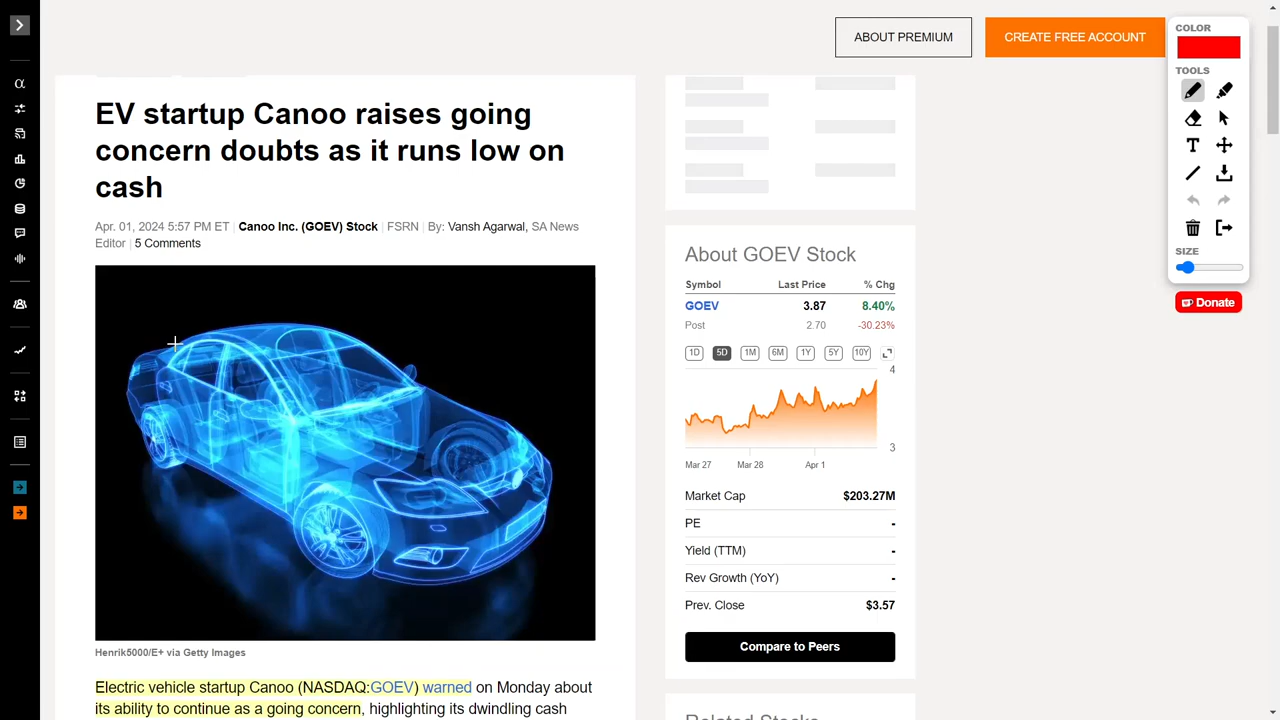 ABOUT PREMIUM
CREATE FREE ACCOUNT
EV startup Canoo raises going
concern doubts as it runs low on
cash
Apr. 01, 2024 5:57 PM ET | Canoo Inc. (GOEV) Stock | FSRN | By: Vansh Agarwal, SA News
Editor | 5 Comments
Henrik5000/E+ via Getty Images
Electric vehicle startup Canoo (NASDAQ:GOEV) warned on Monday about
its ability to continue as a going concern, highlighting its dwindling cash
About GOEV Stock
Symbol Last Price % Chg
GOEV 3.87 8.40%
Post 2.70 -30.23%
1D 5D 1M 6M 1Y 5Y 10Y
4
3
Mar 27 Mar 28 Apr 1
Market Cap $203.27M
PE -
Yield (TTM) -
Rev Growth (YoY) -
Prev. Close $3.57
Compare to Peers
Related Stocks
COLOR
TOOLS
T
SIZE
Donate